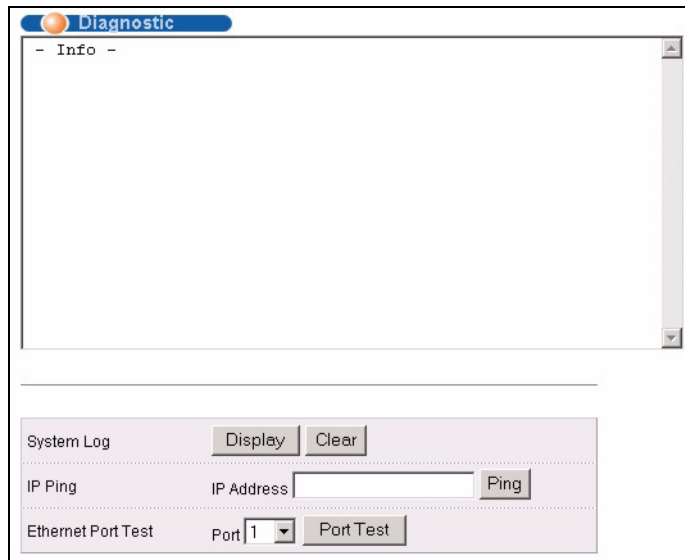 Diagnostic
- Info -
System Log Display Clear
IP Ping IP Address Ping
Ethernet Port Test Port 1 Port Test